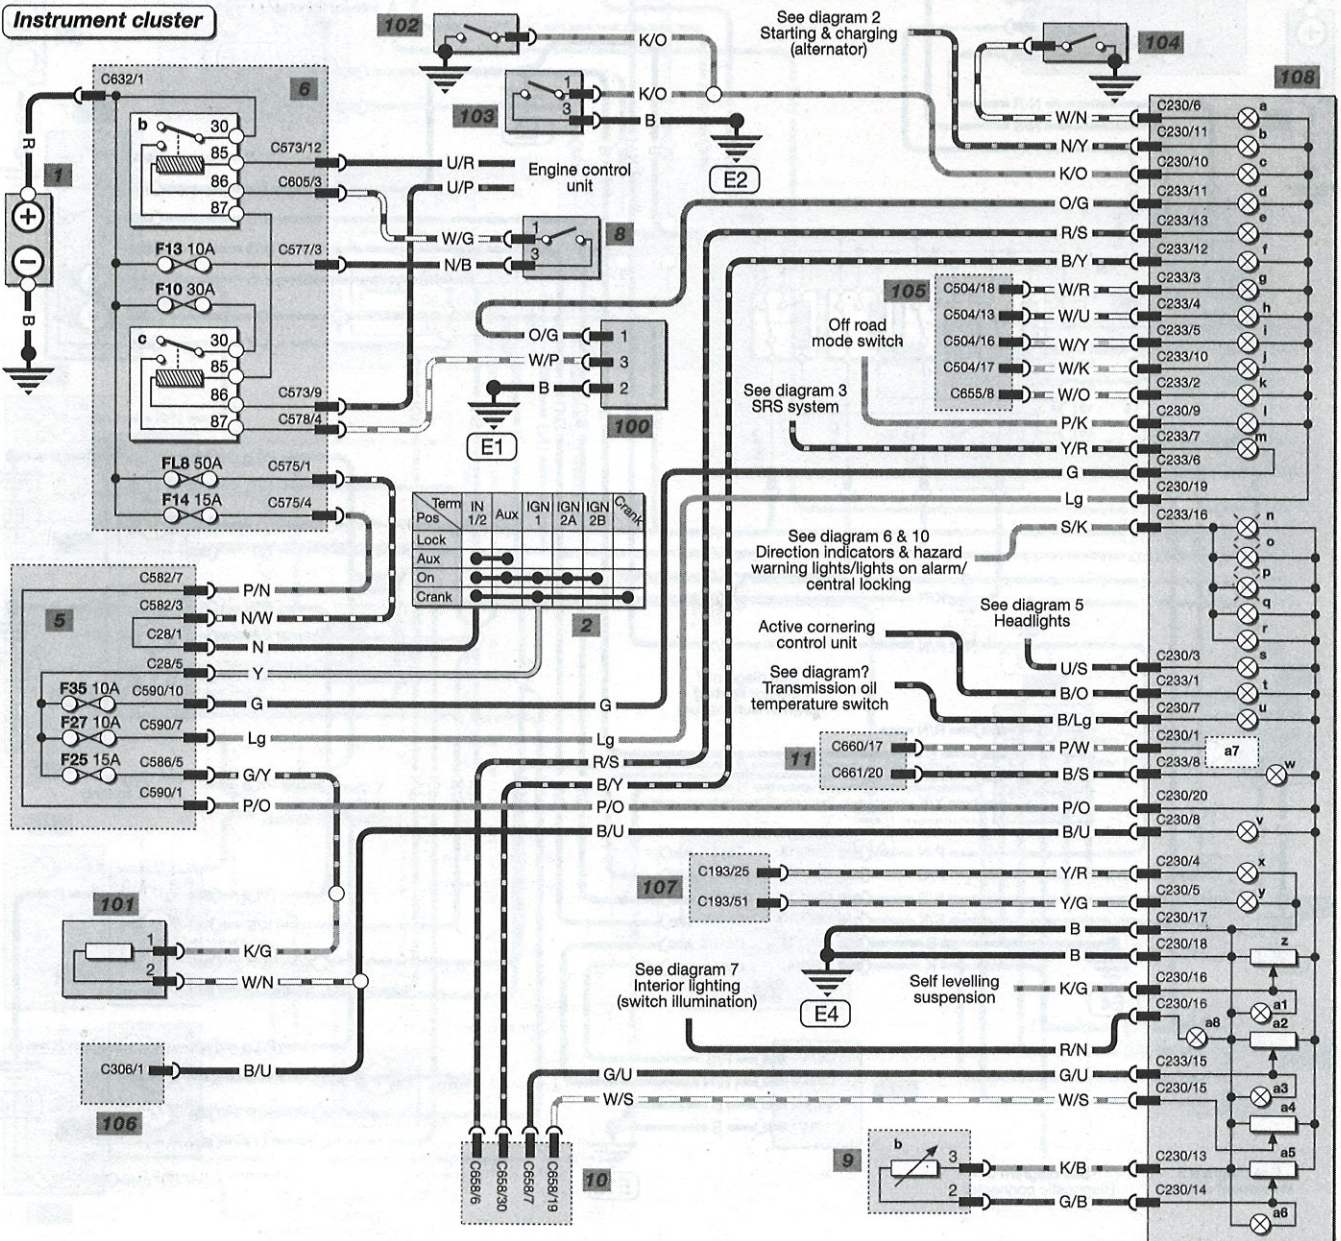 Instrument cluster
102
K/O
See diagram 2
Starting & charging
(alternator)
104
108
C632/1
6
103
1
3
K/O
B
E2
R
1
+
−
B
b
30
85
86
87
C573/12
C605/3
U/R
U/P
Engine control
unit
W/G
N/B
1
3
8
F13 10A
C577/3
F10 30A
30
85
86
87
C573/9
C578/4
O/G
W/P
B
1
3
2
E1
100
FL8 50A
C575/1
F14 15A
C575/4
105
C504/18
C504/13
C504/16
C504/17
C655/8
Off road
mode switch
See diagram 3
SRS system
W/N
C230/6
a
N/Y
C230/11
b
K/O
C230/10
c
O/G
C233/11
d
R/S
C233/13
e
B/Y
C233/12
f
W/R
C233/3
g
W/U
C233/4
h
W/Y
C233/5
i
W/K
C233/10
j
W/O
C233/2
k
P/K
C230/9
l
Y/R
C233/7
m
G
C233/6
Lg
C230/19
S/K
C233/16
n
o
p
q
r
Term
Pos
IN
1/2
Aux
IGN
1
IGN
2A
IGN
2B
Crank
Lock
Aux
On
Crank
2
See diagram 6 & 10
Direction indicators & hazard
warning lights/lights on alarm/
central locking
See diagram 5
Headlights
Active cornering
control unit
See diagram?
Transmission oil
temperature switch
5
C582/7
P/N
C582/3
N/W
C28/1
N
C28/5
Y
F35 10A
C590/10
G
G
F27 10A
C590/7
Lg
Lg
F25 15A
C586/5
G/Y
C590/1
P/O
R/S
B/Y
P/O
B/U
U/S
C230/3
s
B/O
C233/1
t
B/Lg
C230/7
u
11
C660/17
P/W
C230/1
a7
C661/20
B/S
C233/8
w
P/O
C230/20
B/U
C230/8
v
107
C193/25
Y/R
C230/4
x
C193/51
Y/G
C230/5
y
B
C230/17
B
C230/18
z
E4
101
1
2
K/G
W/N
C306/1
B/U
106
See diagram 7
Interior lighting
(switch illumination)
Self levelling
suspension
K/G
C230/16
a1
C230/16
a8
a2
R/N
G/U
G/U
C233/15
W/S
W/S
C230/15
a3
a4
a5
9
b
3
2
K/B
C230/13
G/B
C230/14
a6
C658/6
C658/30
C658/7
C658/19
10